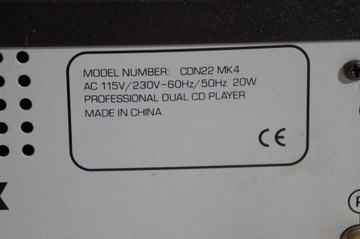 MODEL NUMBER: CDN22 MK4
AC 115V/230V~60Hz/50Hz 20W
PROFESSIONAL DUAL CD PLAYER
MADE IN CHINA
CE